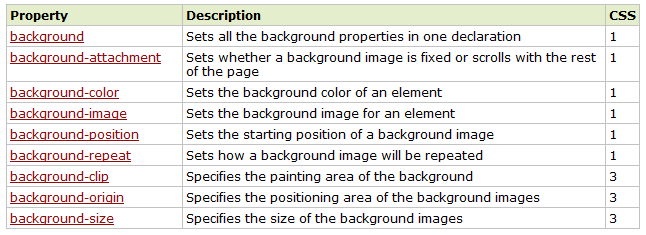 Property Description CSS
background Sets all the background properties in one declaration 1
background-attachment Sets whether a background image is fixed or scrolls with the rest 1
of the page
background-color Sets the background color of an element 1
background-image Sets the background image for an element 1
background-position Sets the starting position of a background image 1
background-repeat Sets how a background image will be repeated 1
background-clip Specifies the painting area of the background 3
background-origin Specifies the positioning area of the background images 3
background-size Specifies the size of the background images 3